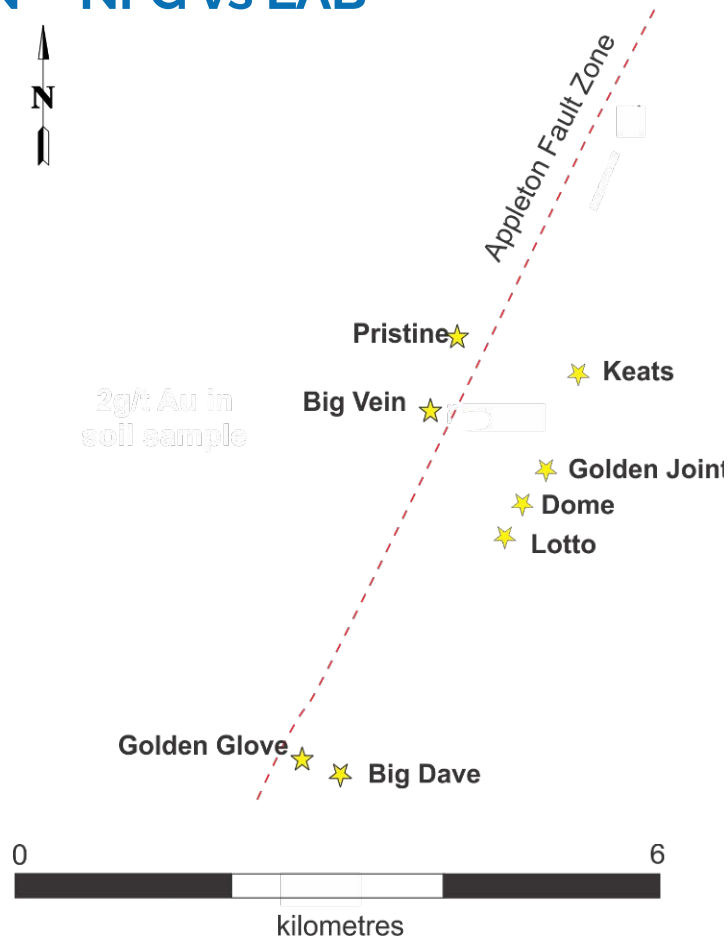 N
Appleton Fault Zone
Pristine
Keats
Big Vein
2g/t Au in
soil sample
Golden Joint
Dome
Lotto
Golden Glove
Big Dave
0 6
kilometres